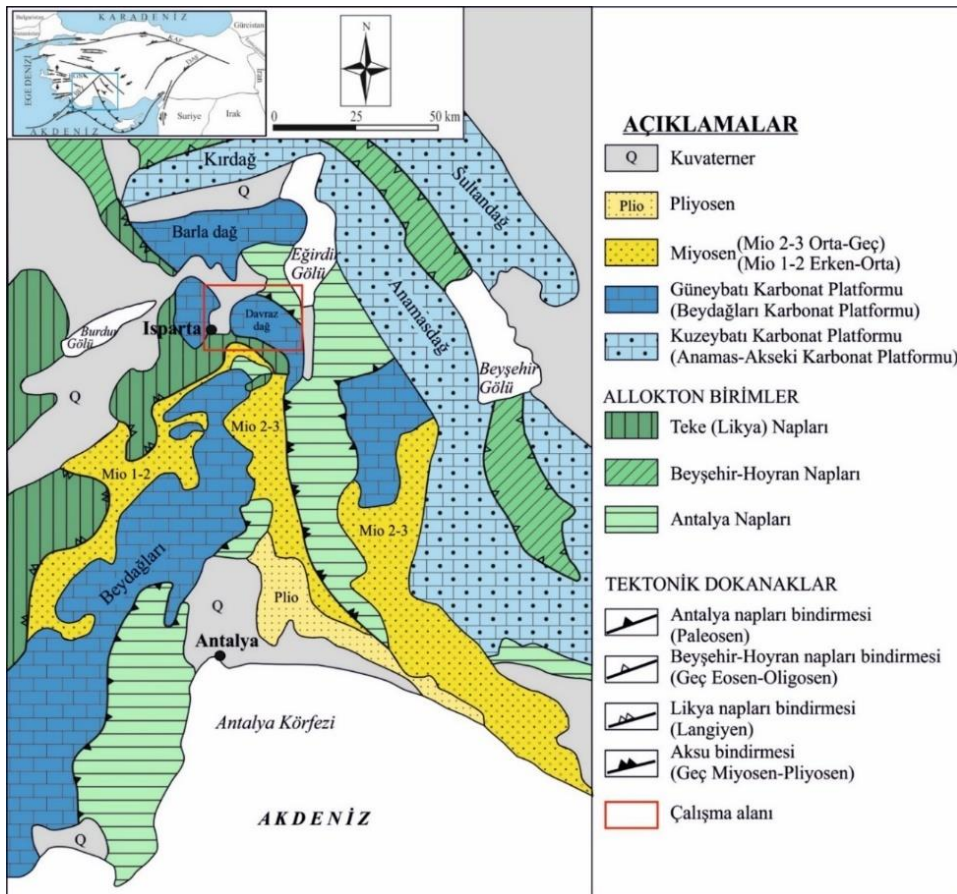 Bulgaristan
KARADENİZ
Gürcistan
KAF
DAF
İran
EGE DENİZİ
Suriye
Irak
AKDENİZ
N
0 25 50 km
Kırdağ
Q
Sultandağ
Barla dağ
Eğirdir
Gölü
Anamasdağ
Davraz
dağ
Isparta
Burdur
Gölü
Beyşehir
Gölü
Q
Mio 2-3
Mio 1-2
Mio 2-3
Beydağları
Q
Plio
Antalya
Antalya Körfezi
AKDENİZ
Q
AÇIKLAMALAR
Q Kuvaterner
Plio Pliyosen
Miyosen (Mio 2-3 Orta-Geç)
(Mio 1-2 Erken-Orta)
Güneybatı Karbonat Platformu
(Beydağları Karbonat Platformu)
Kuzeybatı Karbonat Platformu
(Anamas-Akseki Karbonat Platformu)
ALLOKTON BİRİMLER
Teke (Likya) Napları
Beyşehir-Hoyran Napları
Antalya Napları
TEKTONİK DOKANAKLAR
Antalya napları bindirmesi
(Paleosen)
Beyşehir-Hoyran napları bindirmesi
(Geç Eosen-Oligosen)
Likya napları bindirmesi
(Langiyen)
Aksu bindirmesi
(Geç Miyosen-Pliyosen)
Çalışma alanı